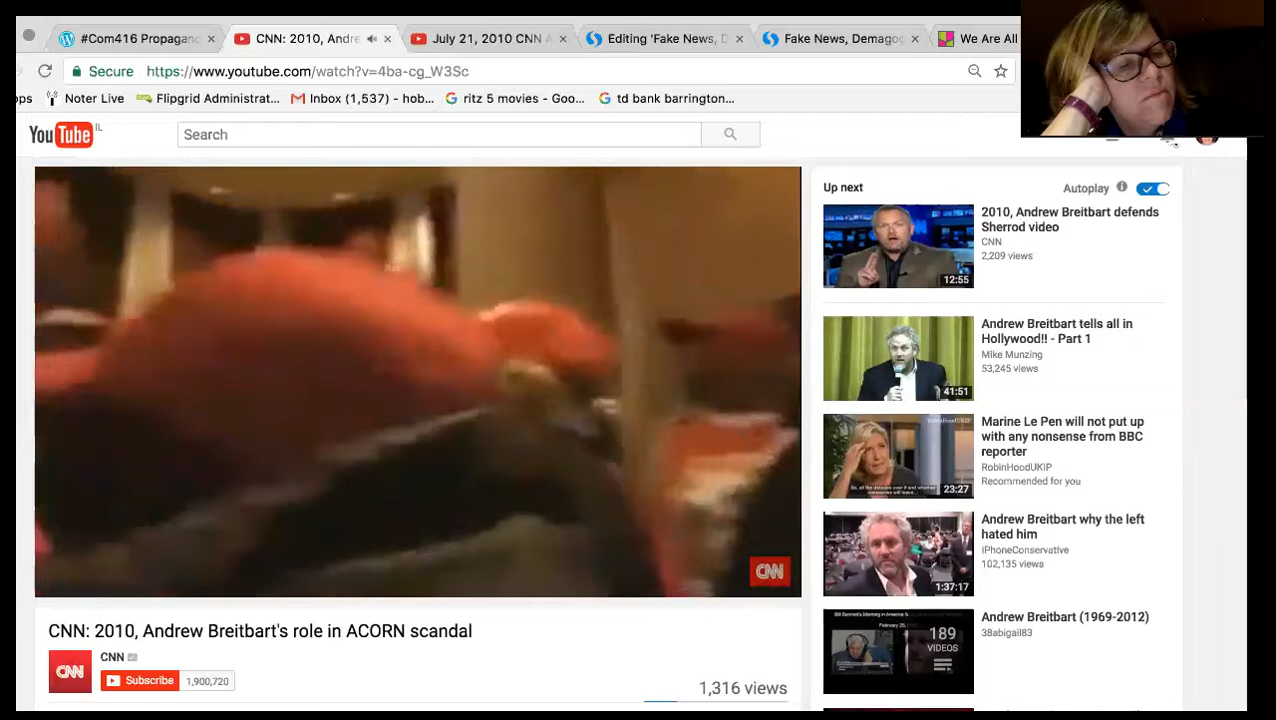 #Com416 Propagand
CNN: 2010, Andre
July 21, 2010 CNN A
Editing 'Fake News, D
Fake News, Demagog
We Are All
Secure https://www.youtube.com/watch?v=4ba-cg_W3Sc
ops
Noter Live
Flipgrid Administrat...
Inbox (1,537) - hob...
ritz 5 movies - Goo...
td bank barrington...
YouTube IL
Search
CNN
CNN: 2010, Andrew Breitbart's role in ACORN scandal
CNN
CNN
Subscribe 1,900,720
1,316 views
Up next
Autoplay
12:55
2010, Andrew Breitbart defends
Sherrod video
CNN
2,209 views
41:51
Andrew Breitbart tells all in
Hollywood!! - Part 1
Mike Munzing
53,245 views
RobinHoodUKIP
23:27
Marine Le Pen will not put up
with any nonsense from BBC
reporter
RobinHoodUKIP
Recommended for you
1:37:17
Andrew Breitbart why the left
hated him
IPhoneConservative
102,135 views
189
VIDEOS
Andrew Breitbart (1969-2012)
38abigail83